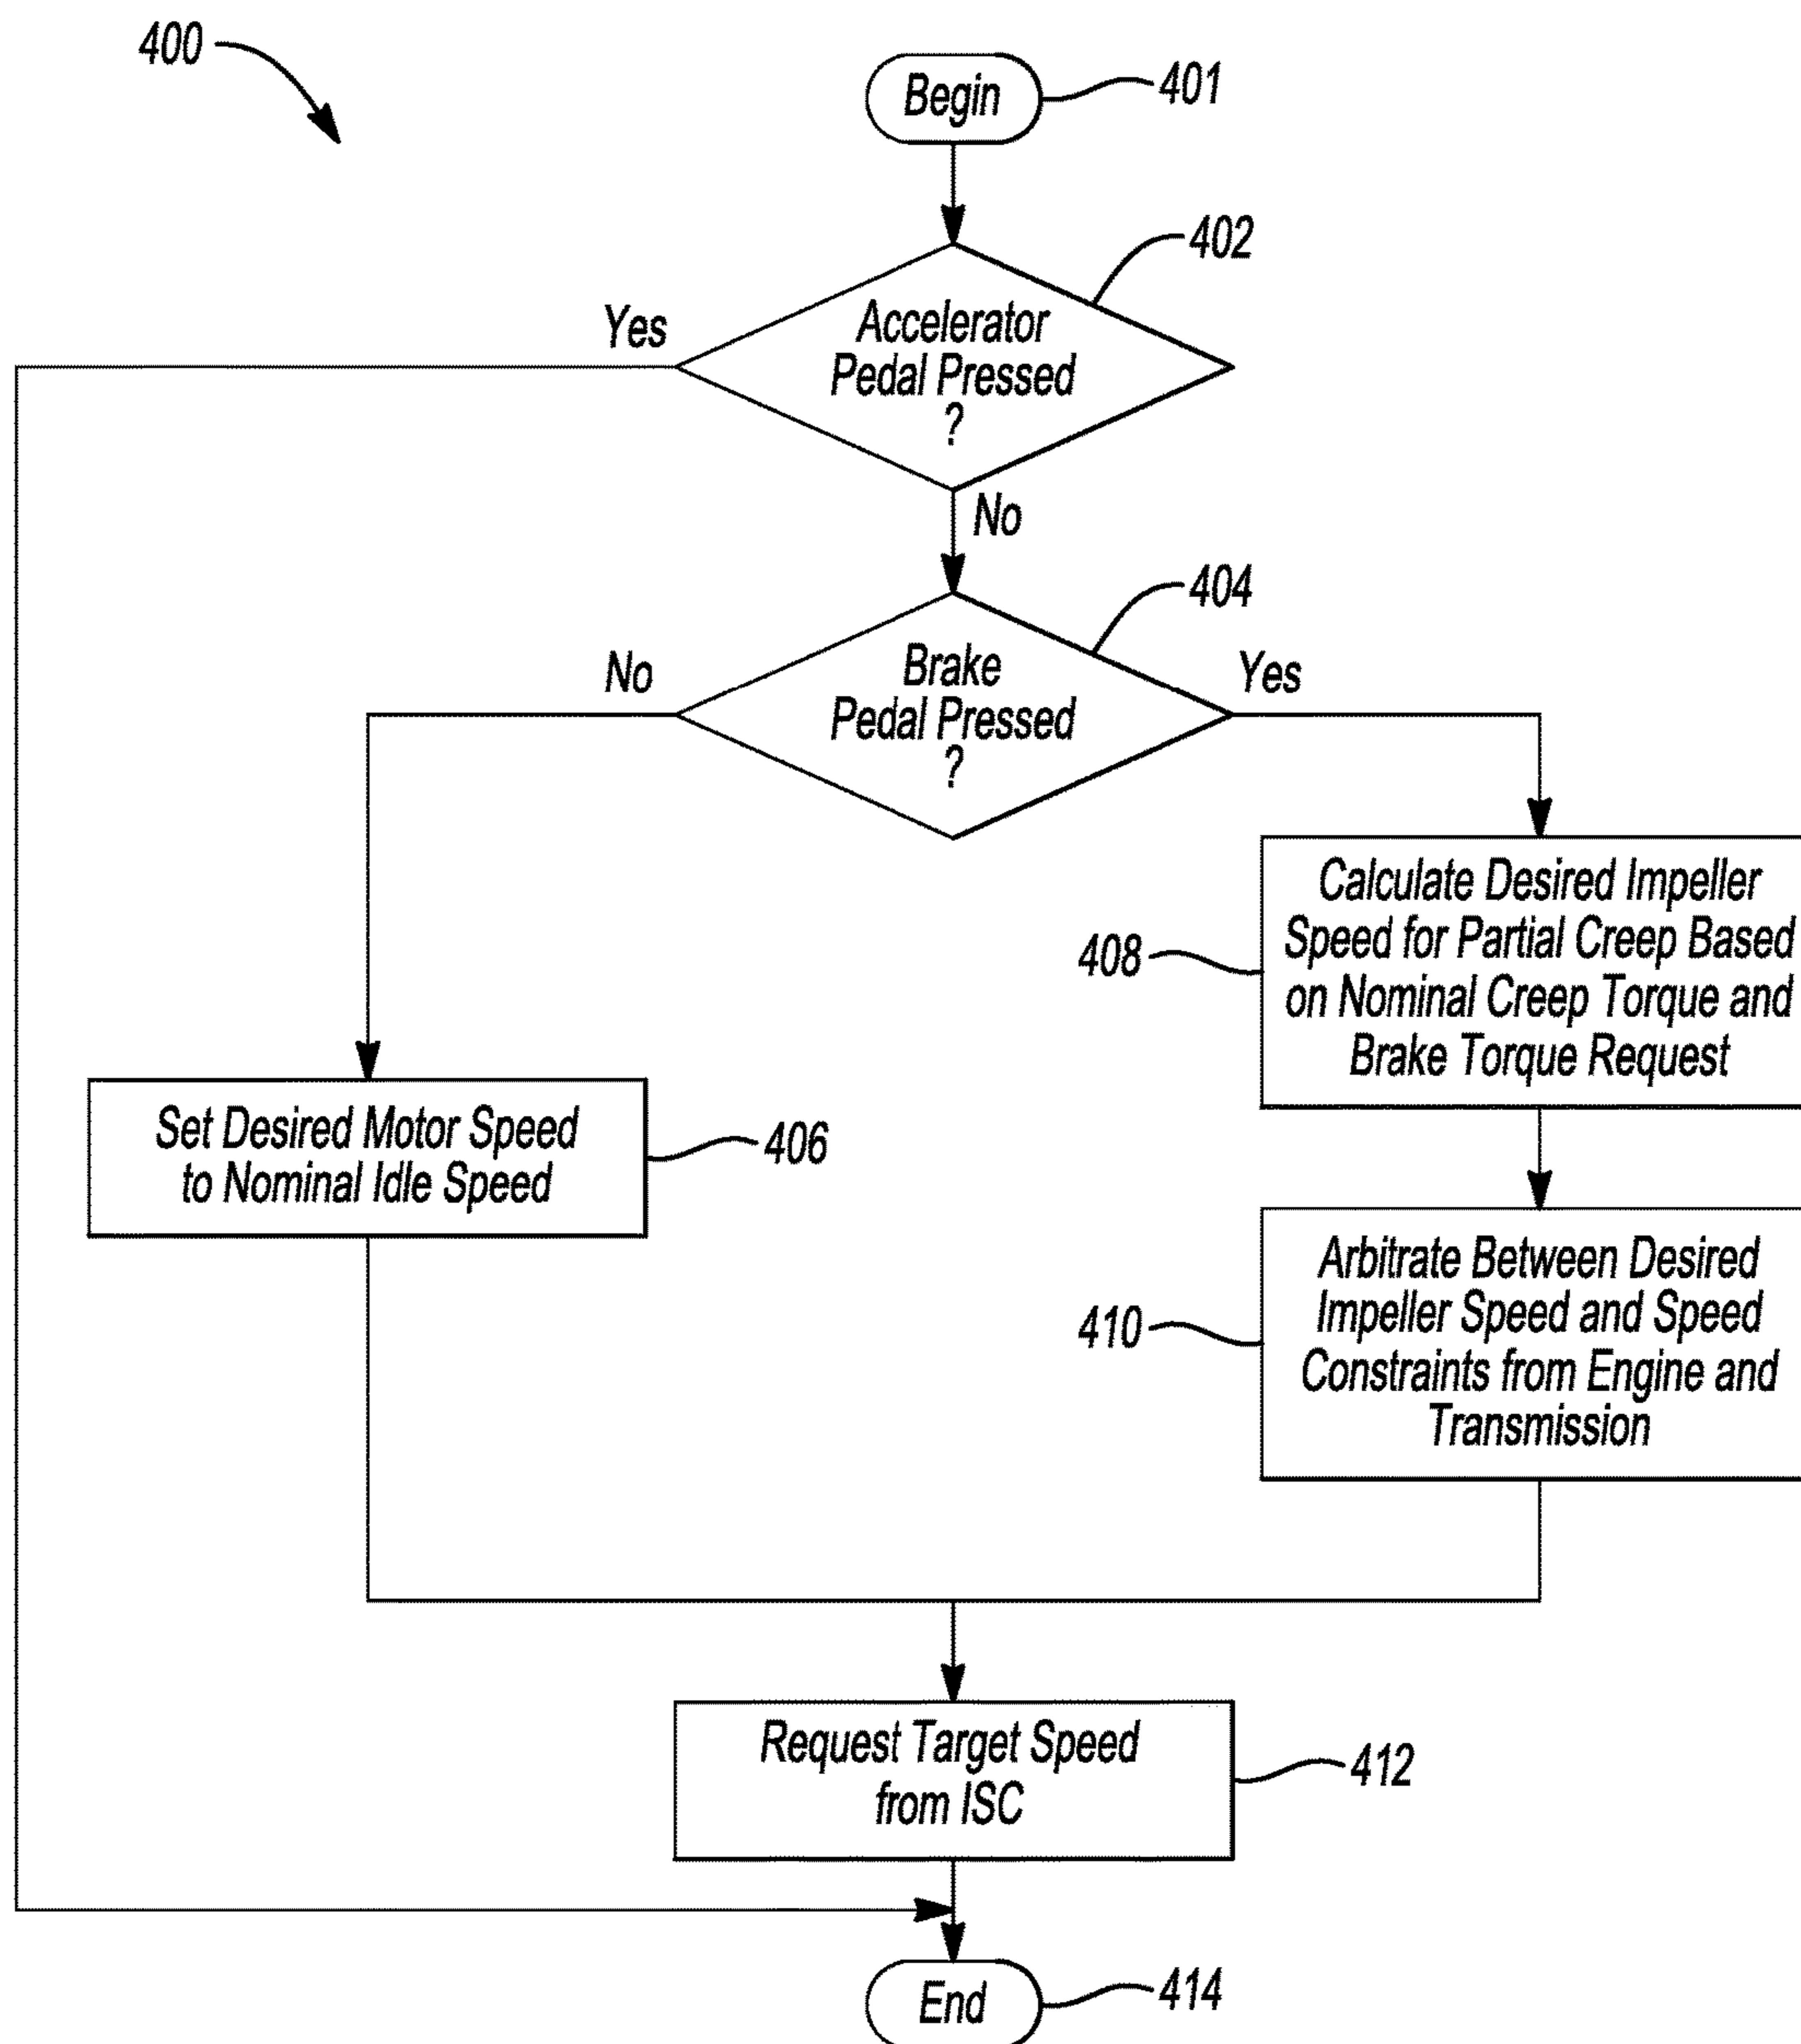 400
Begin
401
402
Accelerator
Pedal Pressed
?
Yes
No
404
Brake
Pedal Pressed
?
No
Yes
Calculate Desired Impeller
Speed for Partial Creep Based
on Nominal Creep Torque and
Brake Torque Request
408
Set Desired Motor Speed
to Nominal Idle Speed
406
Arbitrate Between Desired
Impeller Speed and Speed
Constraints from Engine and
Transmission
410
Request Target Speed
from ISC
412
End
414